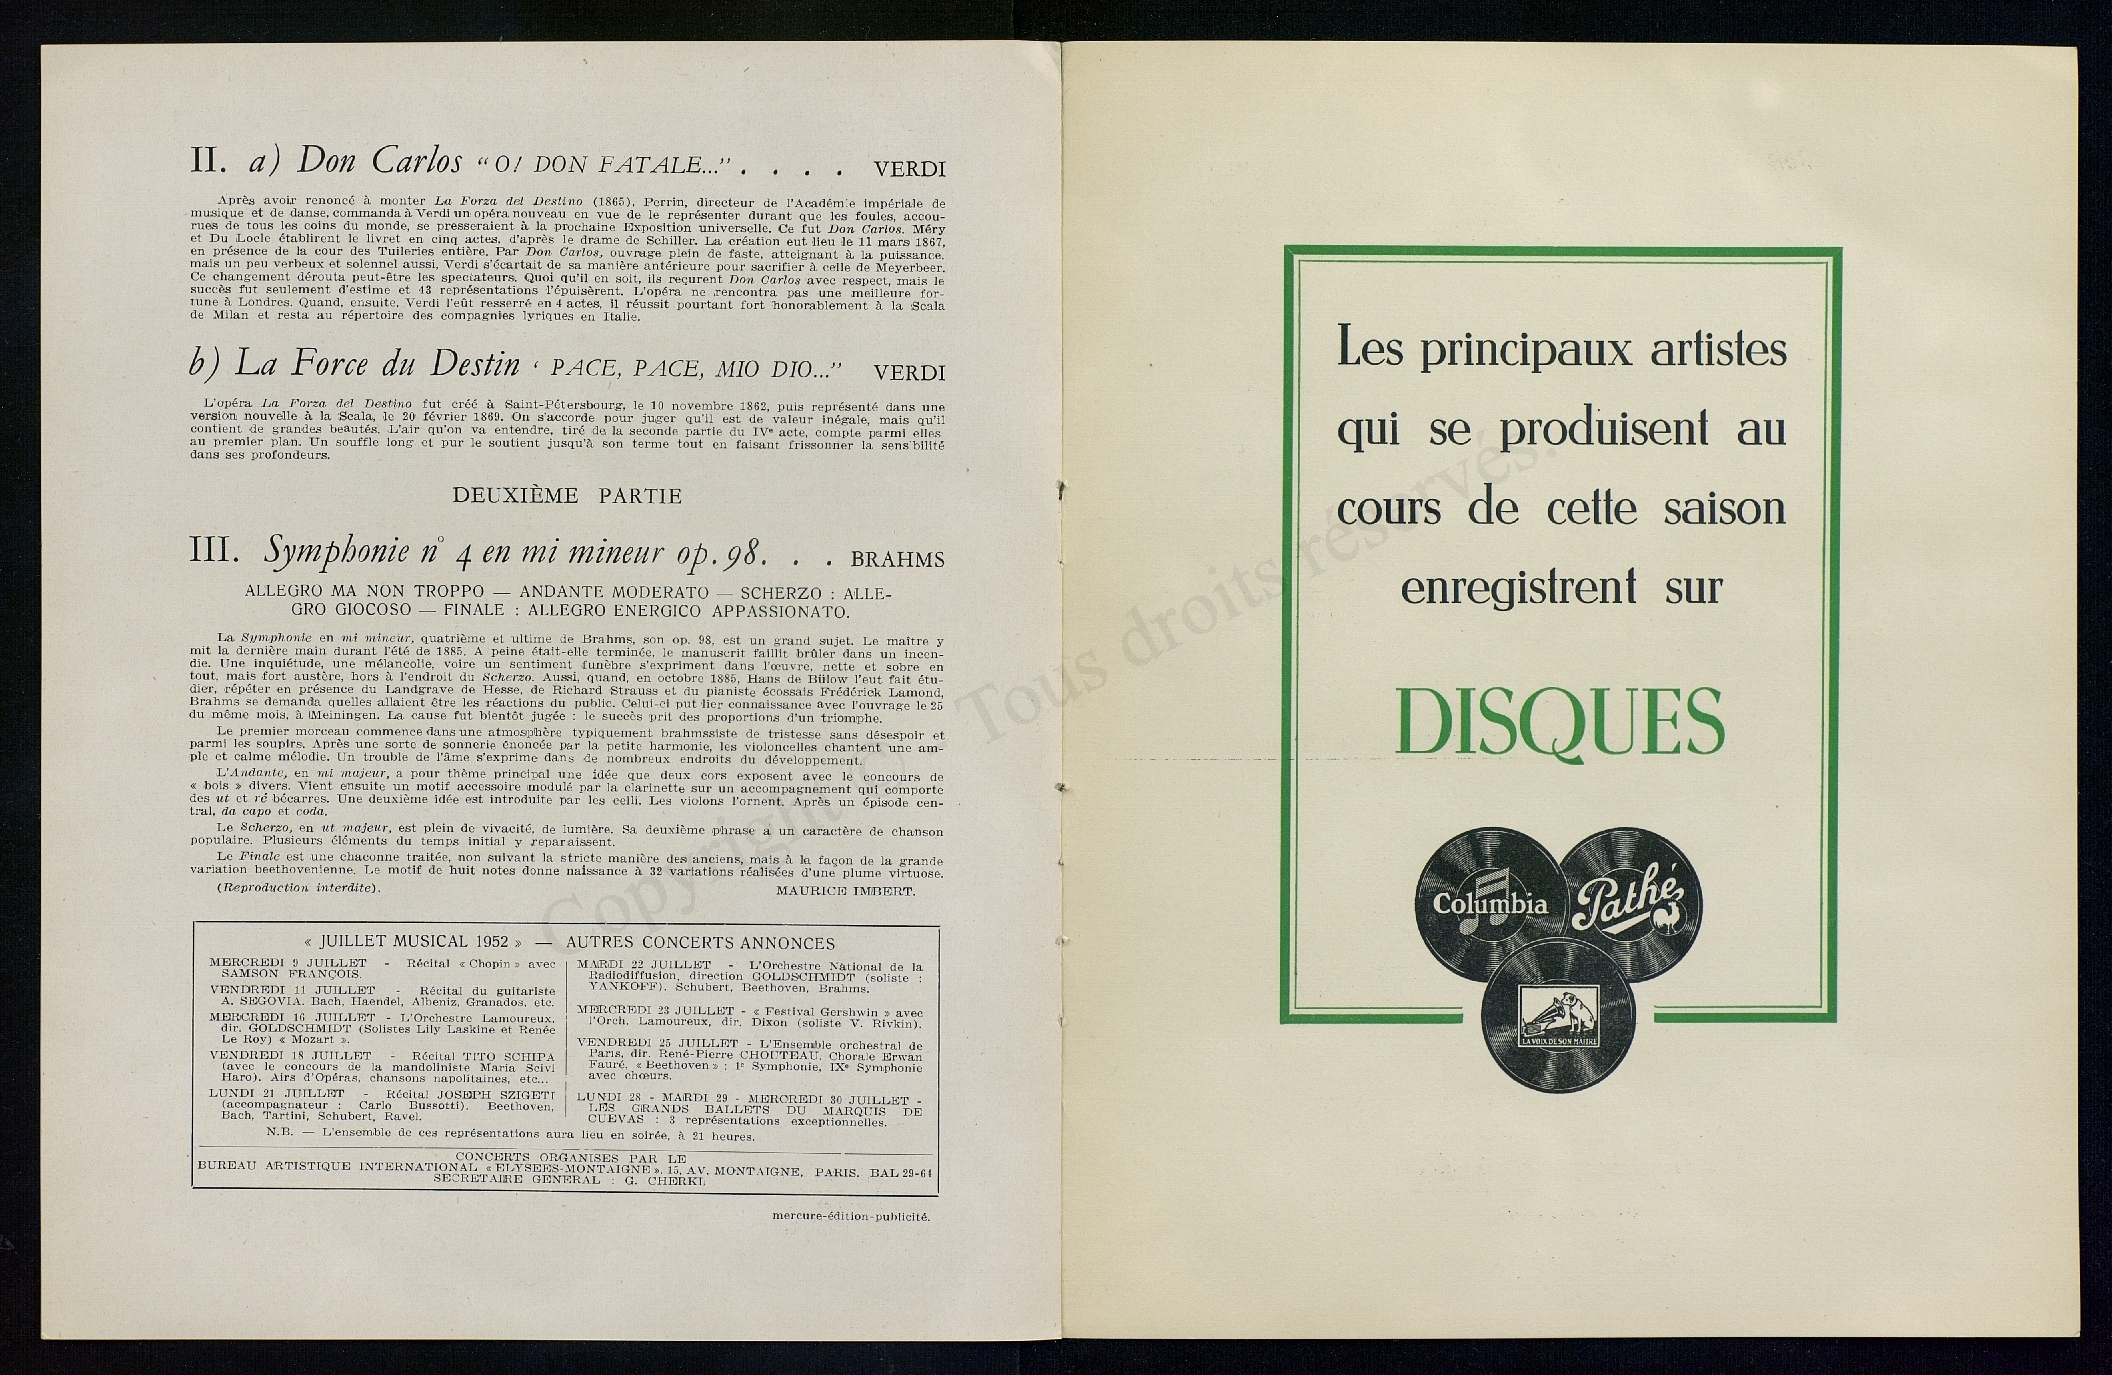 II. a) Don Carlos "O! DON FATALE..." . . . . VERDI
Après avoir renoncé à monter La Forza del Destino (1865), Perrin, directeur de l'Académie impériale de
musique et de danse, commanda à Verdi un opéra nouveau en vue de le représenter durant que les foules, accou-
rues de tous les coins du monde, se presseraient à la prochaine Exposition universelle. Ce fut Don Carlos. Méry
et Du Locle établirent le livret en cinq actes, d'après le drame de Schiller. La création eut lieu le 11 mars 1867,
en présence de la cour des Tuileries entière. Par Don Carlos, ouvrage plein de faste, atteignant à la puissance,
mais un peu verbeux et solennel aussi, Verdi s'écartait de sa manière antérieure pour sacrifier à celle de Meyerbeer.
Ce changement dérouta peut-être les spectateurs. Quoi qu'il en soit, ils reçurent Don Carlos avec respect, mais le
succès fut seulement d'estime et 43 représentations l'épuisèrent. L'opéra ne rencontra pas une meilleure for-
tune à Londres. Quand, ensuite, Verdi l'eût resserré en 4 actes, il réussit pourtant fort honorablement à la Scala
de Milan et resta au répertoire des compagnies lyriques en Italie.
b) La Force du Destin ' PACE, PACE, MIO DIO..." VERDI
L'opéra La Forza del Destino fut créé à Saint-Pétersbourg, le 10 novembre 1862, puis représenté dans une
version nouvelle à la Scala, le 20 février 1869. On s'accorde pour juger qu'il est de valeur inégale, mais qu'il
contient de grandes beautés. L'air qu'on va entendre, tiré de la seconde partie du IVe acte, compte parmi elles
au premier plan. Un souffle long et pur le soutient jusqu'à son terme tout en faisant frissonner la sens bilité
dans ses profondeurs.
DEUXIÈME PARTIE
III. Symphonie n° 4 en mi mineur op. 98. . . . BRAHMS
ALLEGRO MA NON TROPPO — ANDANTE MODERATO — SCHERZO : ALLE-
GRO GIOCOSO — FINALE : ALLEGRO ENERGICO APPASSIONATO.
La Symphonie en mi mineur, quatrième et ultime de Brahms, son op. 98, est un grand sujet. Le maître y
mit la dernière main durant l'été de 1885. A peine était-elle terminée, le manuscrit faillit brûler dans un incen-
die. Une inquiétude, une mélancolie, voire un sentiment funèbre s'expriment dans l'œuvre, nette et sobre en
tout, mais fort austère, hors à l'endroit du Scherzo. Aussi, quand, en octobre 1885, Hans de Bülow l'eut fait étu-
dier, répéter en présence du Landgrave de Hesse, de Richard Strauss et du pianiste écossais Frédérick Lamond,
Brahms se demanda quelles allaient être les réactions du public. Celui-ci put lier connaissance avec l'ouvrage le 25
du même mois, à Meiningen. La cause fut bientôt jugée : le succès prit des proportions d'un triomphe.
Le premier morceau commence dans une atmosphère typiquement brahmssiste de tristesse sans désespoir et
parmi les soupirs. Après une sorte de sonnerie énoncée par la petite harmonie, les violoncelles chantent une am-
ple et calme mélodie. Un trouble de l'âme s'exprime dans de nombreux endroits du développement.
L'Andante, en mi majeur, a pour thème principal une idée que deux cors exposent avec le concours de
« bois » divers. Vient ensuite un motif accessoire modulé par la clarinette sur un accompagnement qui comporte
des ut et ré bécarres. Une deuxième idée est introduite par les celli. Les violons l'ornent. Après un épisode cen-
tral, da capo et coda.
Le Scherzo, en ut majeur, est plein de vivacité, de lumière. Sa deuxième phrase a un caractère de chanson
populaire. Plusieurs éléments du temps initial y reparaissent.
Le Finale est une chaconne traitée, non suivant la stricte manière des anciens, mais à la façon de la grande
variation beethovenienne. Le motif de huit notes donne naissance à 32 variations réalisées d'une plume virtuose.
(Reproduction interdite). MAURICE IMBERT.
« JUILLET MUSICAL 1952 » — AUTRES CONCERTS ANNONCES
MERCREDI 9 JUILLET - Récital « Chopin » avec
SAMSON FRANÇOIS.
VENDREDI 11 JUILLET - Récital du guitariste
A. SEGOVIA. Bach, Haendel, Albeniz, Granados, etc.
MERCREDI 16 JUILLET - L'Orchestre Lamoureux,
dir. GOLDSCHMIDT (Solistes Lily Laskine et Renée
Le Roy) « Mozart ».
VENDREDI 18 JUILLET - Récital TITO SCHIPA
(avec le concours de la mandoliniste Maria Scivi
Haro). Airs d'Opéras, chansons napolitaines, etc...
LUNDI 21 JUILLET - Récital JOSEPH SZIGETI
(accompagnateur : Carlo Bussotti). Beethoven,
Bach, Tartini, Schubert, Ravel.
MARDI 22 JUILLET - L'Orchestre National de la
Radiodiffusion, direction GOLDSCHMIDT (soliste :
YANKOFF). Schubert, Beethoven, Brahms.
MERCREDI 23 JUILLET - « Festival Gershwin » avec
l'Orch. Lamoureux, dir. Dixon (soliste V. Rivkin).
VENDREDI 25 JUILLET - L'Ensemble orchestral de
Paris, dir. René-Pierre CHOUTEAU. Chorale Erwan
Fauré. « Beethoven » : 1e Symphonie, IXe Symphonie
avec chœurs.
LUNDI 28 - MARDI 29 - MERCREDI 30 JUILLET -
LES GRANDS BALLETS DU MARQUIS DE
CUEVAS : 3 représentations exceptionnelles.
N.B. — L'ensemble de ces représentations aura lieu en soirée, à 21 heures.
CONCERTS ORGANISES PAR LE
BUREAU ARTISTIQUE INTERNATIONAL « ELYSEES-MONTAIGNE », 15, AV. MONTAIGNE, PARIS. BAL 29-64
SECRETAIRE GENERAL : G. CHERKI.
mercure-édition-publicité.
Copyright © Tous droits réservés.
Les principaux artistes
qui se produisent au
cours de cette saison
enregistrent sur
DISQUES
Columbia
Pathé
LA VOIX DE SON MAITRE